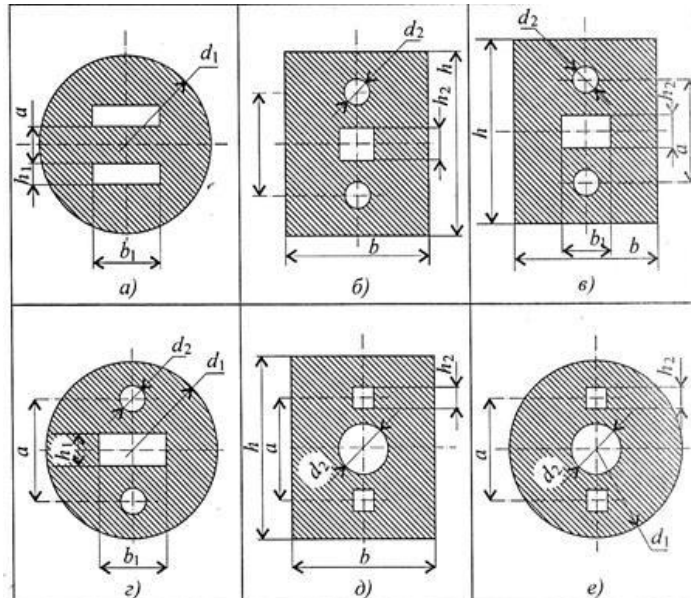 d₁
a
h₁
b₁
а)
d₂
h
h₂
b
б)
d₂
h
h₂
a
b₁
b
в)
d₂
d₁
a
h₁
b₁
г)
h₂
h
a
d₂
b
д)
h₂
a
d₂
d₁
е)